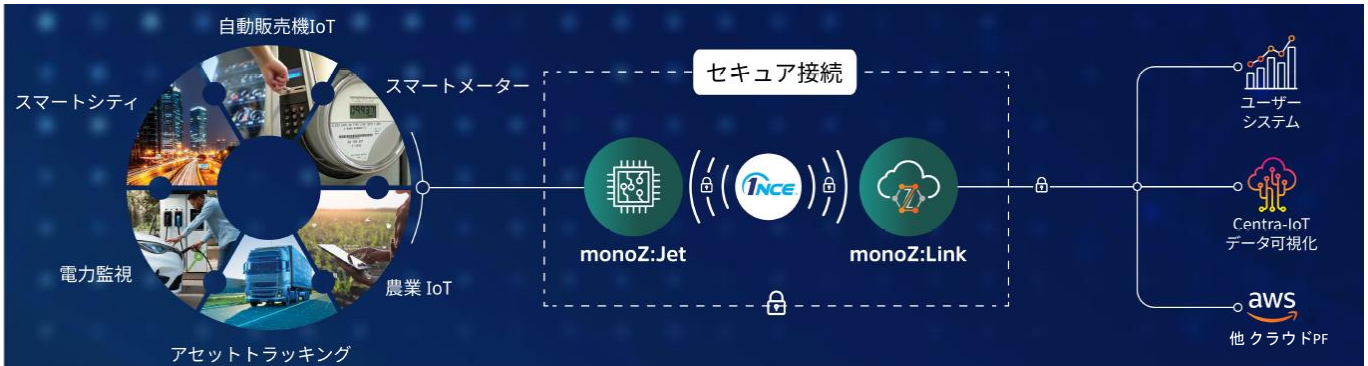 自動販売機IoT
スマートメーター
スマートシティ
電力監視
農業 IoT
アセットトラッキング
セキュア接続
1NCE
monoZ:Jet
monoZ:Link
ユーザー
システム
Centra-IoT
データ可視化
aws
他 クラウドPF